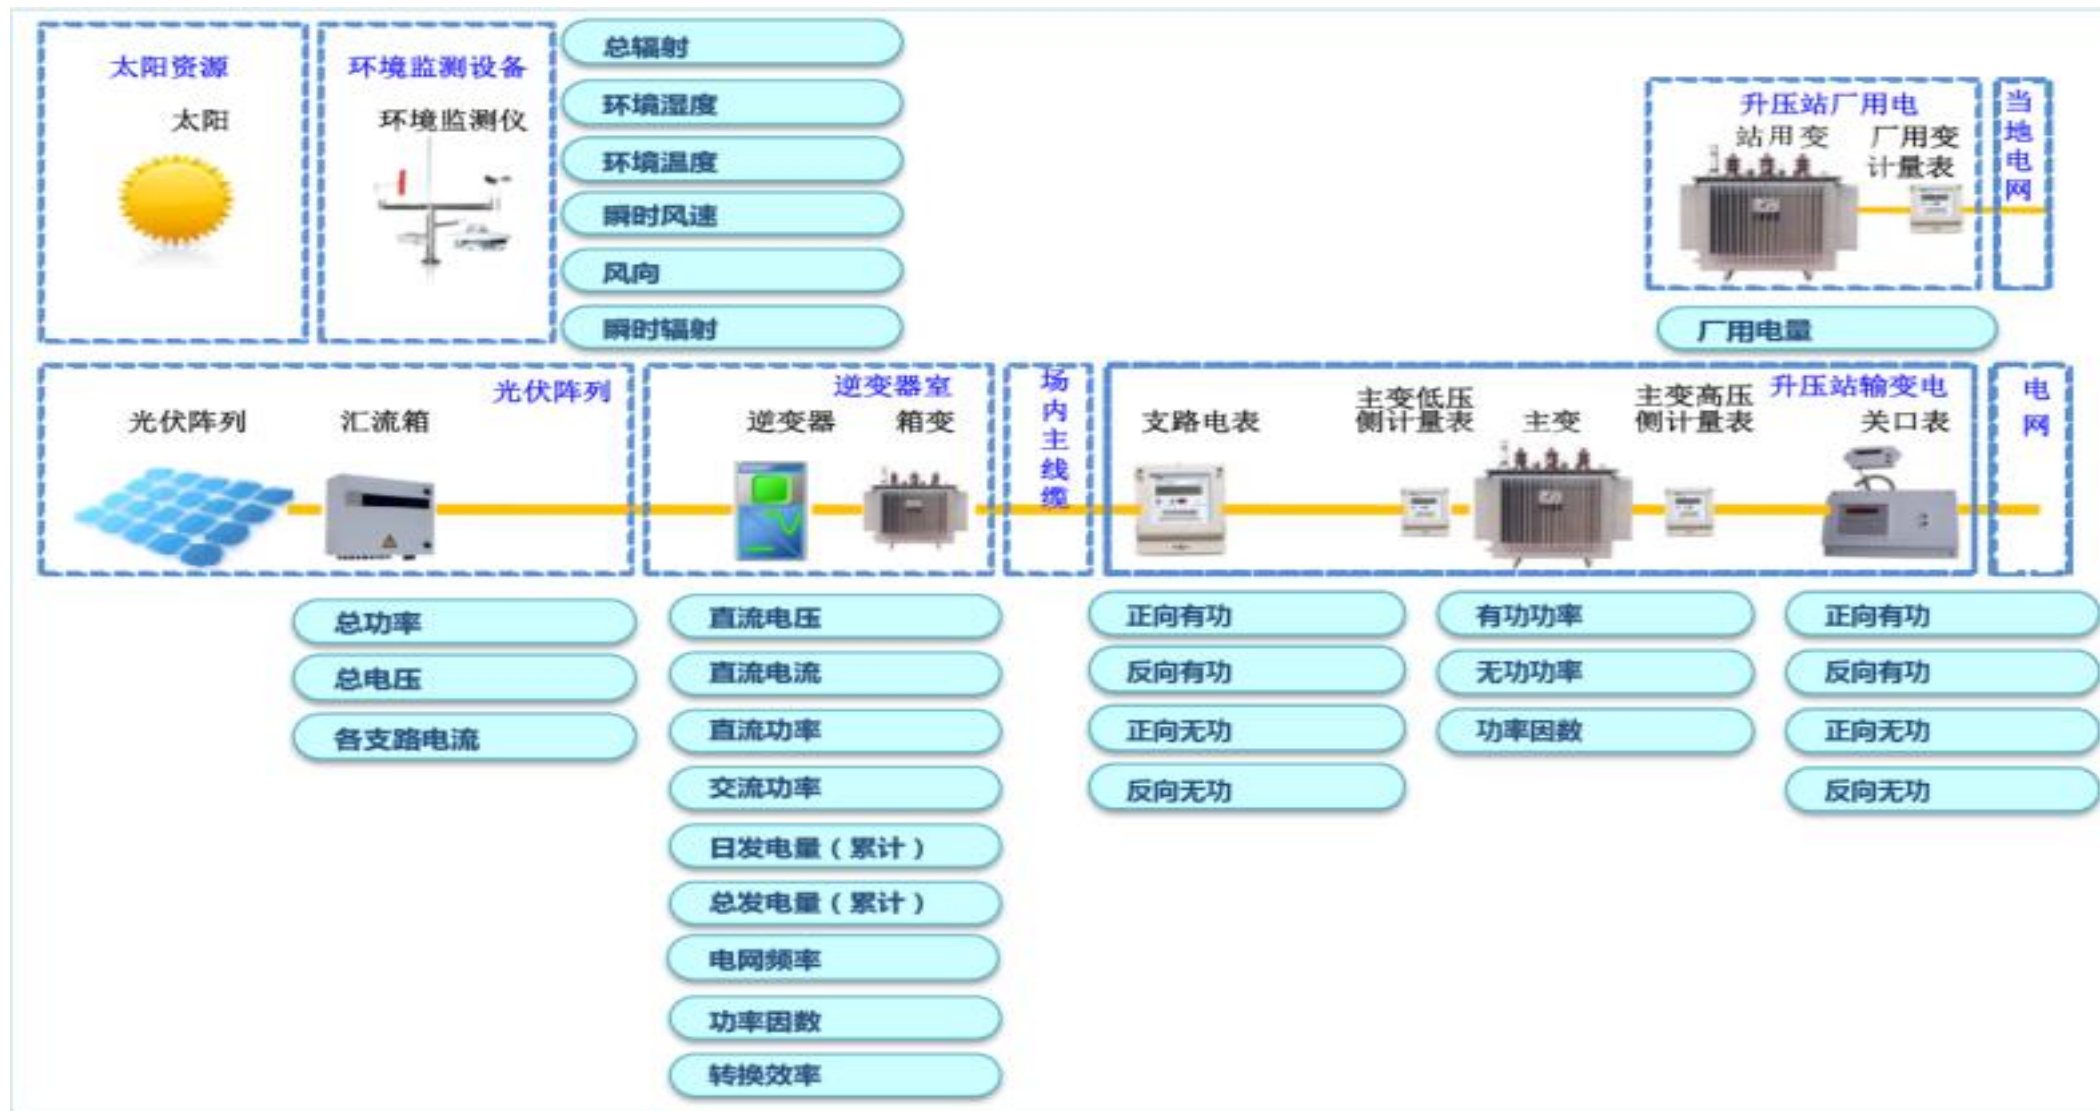 太阳资源
太阳
环境监测设备
环境监测仪
总辐射
环境湿度
环境温度
瞬时风速
风向
瞬时辐射
升压站厂用电
站用变
厂用变
计量表
当地电网
厂用电量
光伏阵列
光伏阵列
汇流箱
逆变器室
逆变器
箱变
场内主线缆
升压站输变电
支路电表
主变低压
侧计量表
主变
主变高压
侧计量表
关口表
电网
总功率
总电压
各支路电流
直流电压
直流电流
直流功率
交流功率
日发电量（累计）
总发电量（累计）
电网频率
功率因数
转换效率
正向有功
反向有功
正向无功
反向无功
有功功率
无功功率
功率因数
正向有功
反向有功
正向无功
反向无功